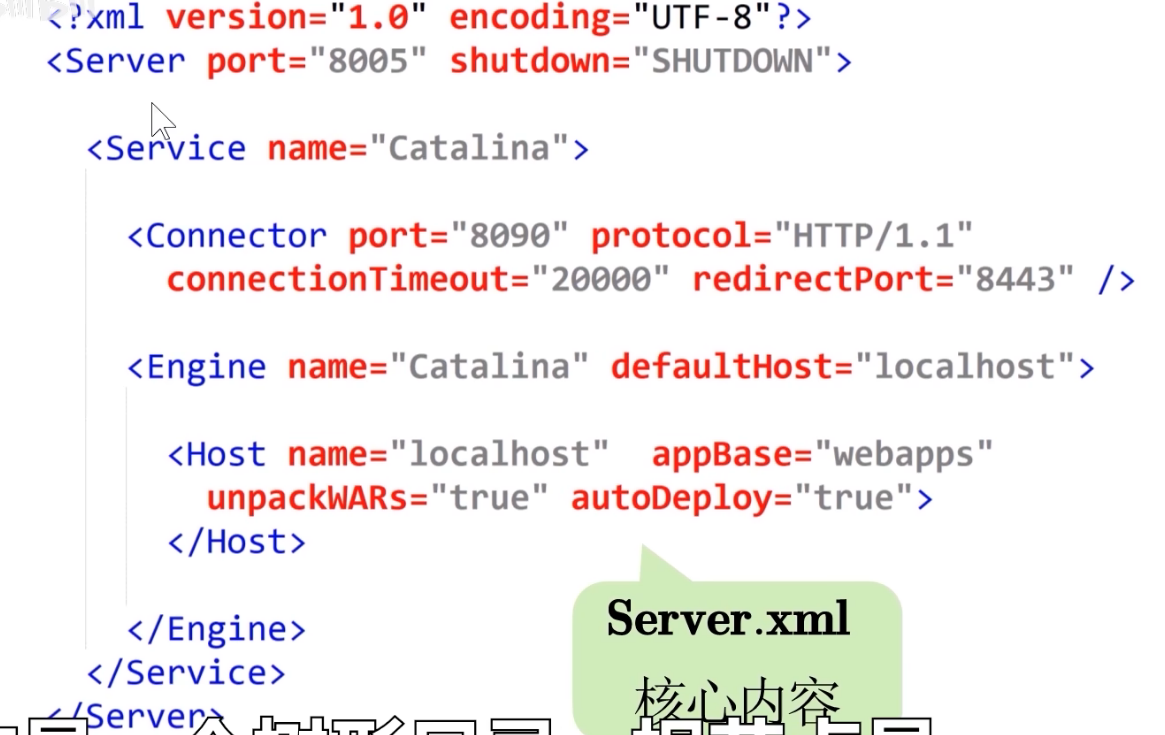 <?xml version="1.0" encoding="UTF-8"?>
<Server port="8005" shutdown="SHUTDOWN">
<Service name="Catalina">
<Connector port="8090" protocol="HTTP/1.1"
connectionTimeout="20000" redirectPort="8443" />
<Engine name="Catalina" defaultHost="localhost">
<Host name="localhost" appBase="webapps"
unpackWARs="true" autoDeploy="true">
</Host>
Server.xml
核心内容
</Engine>
</Service>
</Server>